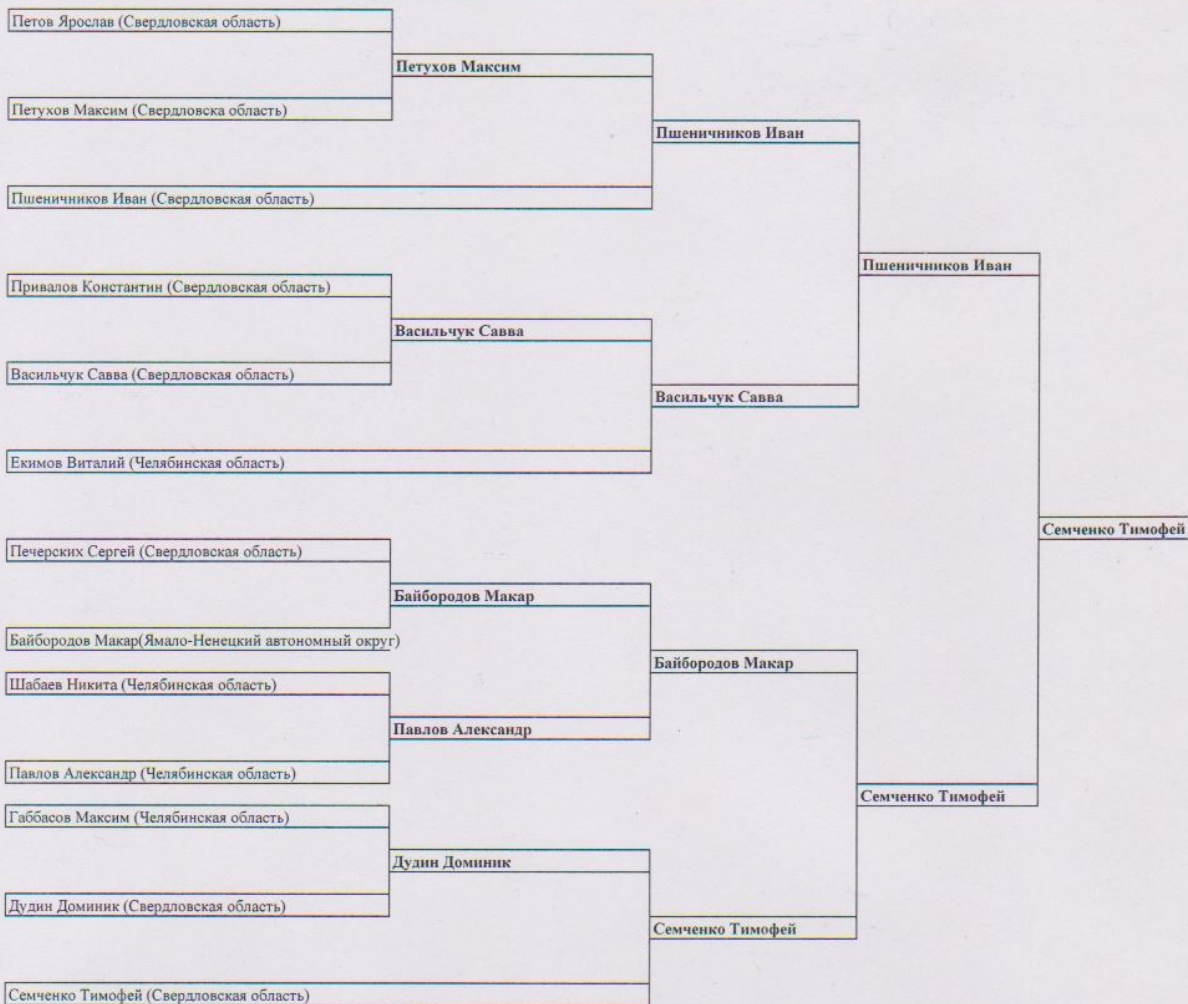 Петов Ярослав (Свердловская область)
Петухов Максим
Петухов Максим (Свердловска область)
Пшеничников Иван
Пшеничников Иван (Свердловская область)
Пшеничников Иван
Привалов Константин (Свердловская область)
Васильчук Савва
Васильчук Савва (Свердловская область)
Васильчук Савва
Екимов Виталий (Челябинская область)
Семченко Тимофей
Печерских Сергей (Свердловская область)
Байбородов Макар
Байбородов Макар(Ямало-Ненецкий автономный округ)
Байбородов Макар
Шабаев Никита (Челябинская область)
Павлов Александр
Павлов Александр (Челябинская область)
Семченко Тимофей
Габбасов Максим (Челябинская область)
Дудин Доминик
Дудин Доминик (Свердловская область)
Семченко Тимофей
Семченко Тимофей (Свердловская область)